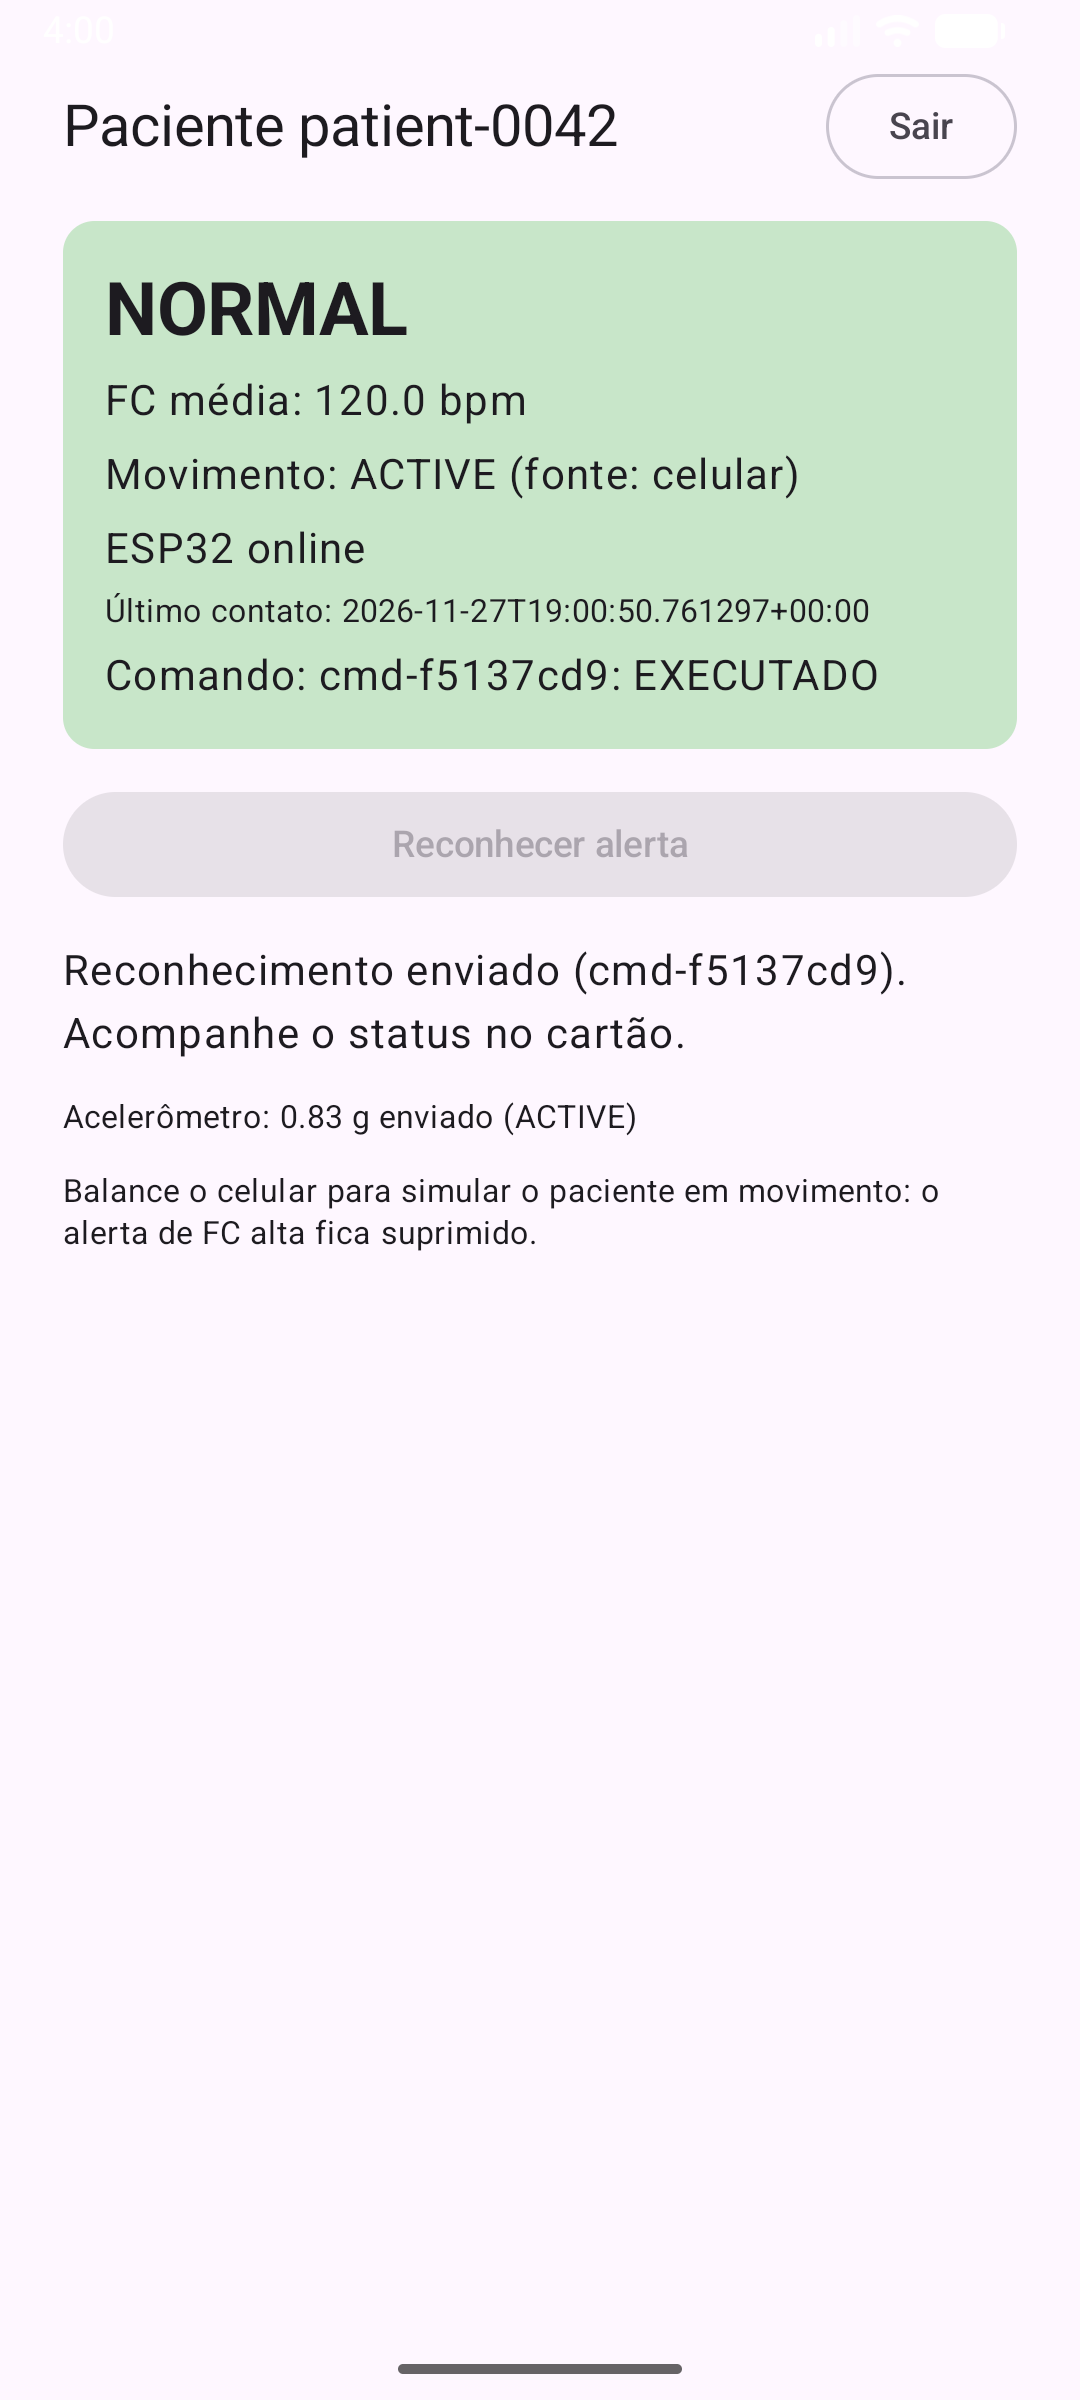 4:00
Paciente patient-0042
Sair
NORMAL
FC média: 120.0 bpm
Movimento: ACTIVE (fonte: celular)
ESP32 online
Último contato: 2026-11-27T19:00:50.761297+00:00
Comando: cmd-f5137cd9: EXECUTADO
Reconhecer alerta
Reconhecimento enviado (cmd-f5137cd9).
Acompanhe o status no cartão.
Acelerômetro: 0.83 g enviado (ACTIVE)
Balance o celular para simular o paciente em movimento: o
alerta de FC alta fica suprimido.